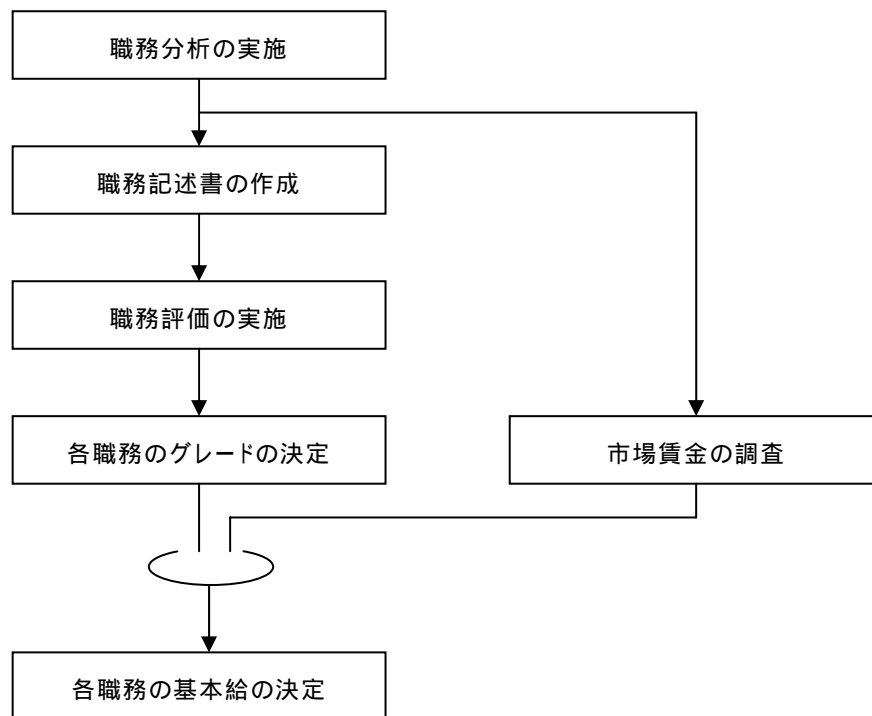 職務分析の実施
職務記述書の作成
職務評価の実施
各職務のグレードの決定
市場賃金の調査
各職務の基本給の決定